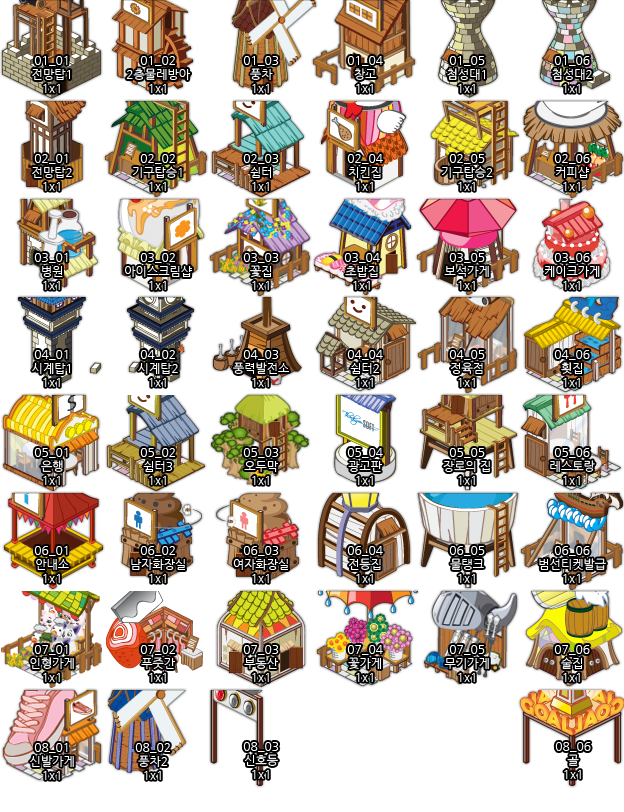 01_01
전망탑1
1x1
01_02
2층물레방아
1x1
01_03
풍차
1x1
01_04
창고
1x1
01_05
첨성대1
1x1
01_06
첨성대2
1x1
02_01
전망탑2
1x1
02_02
기구탑승1
1x1
02_03
쉼터
1x1
02_04
치킨집
1x1
02_05
기구탑승2
1x1
02_06
커피샵
1x1
03_01
병원
1x1
03_02
아이스크림샵
1x1
03_03
꽃집
1x1
03_04
초밥집
1x1
03_05
보석가게
1x1
03_06
케이크가게
1x1
04_01
시계탑1
1x1
04_02
시계탑2
1x1
04_03
풍력발전소
1x1
04_04
쉼터2
1x1
04_05
정육점
1x1
04_06
횟집
1x1
$
05_01
은행
1x1
05_02
쉼터3
1x1
05_03
오두막
1x1
05_04
광고판
1x1
05_05
장로의 집
1x1
05_06
레스토랑
1x1
06_01
안내소
1x1
06_02
남자화장실
1x1
06_03
여자화장실
1x1
06_04
전등집
1x1
06_05
물탱크
1x1
06_06
범선티켓발급
1x1
07_01
인형가게
1x1
07_02
푸줏간
1x1
07_03
부동산
1x1
07_04
꽃가게
1x1
07_05
무기가게
1x1
07_06
술집
1x1
08_01
신발가게
1x1
08_02
풍차2
1x1
08_03
신호등
1x1
08_06
골
1x1